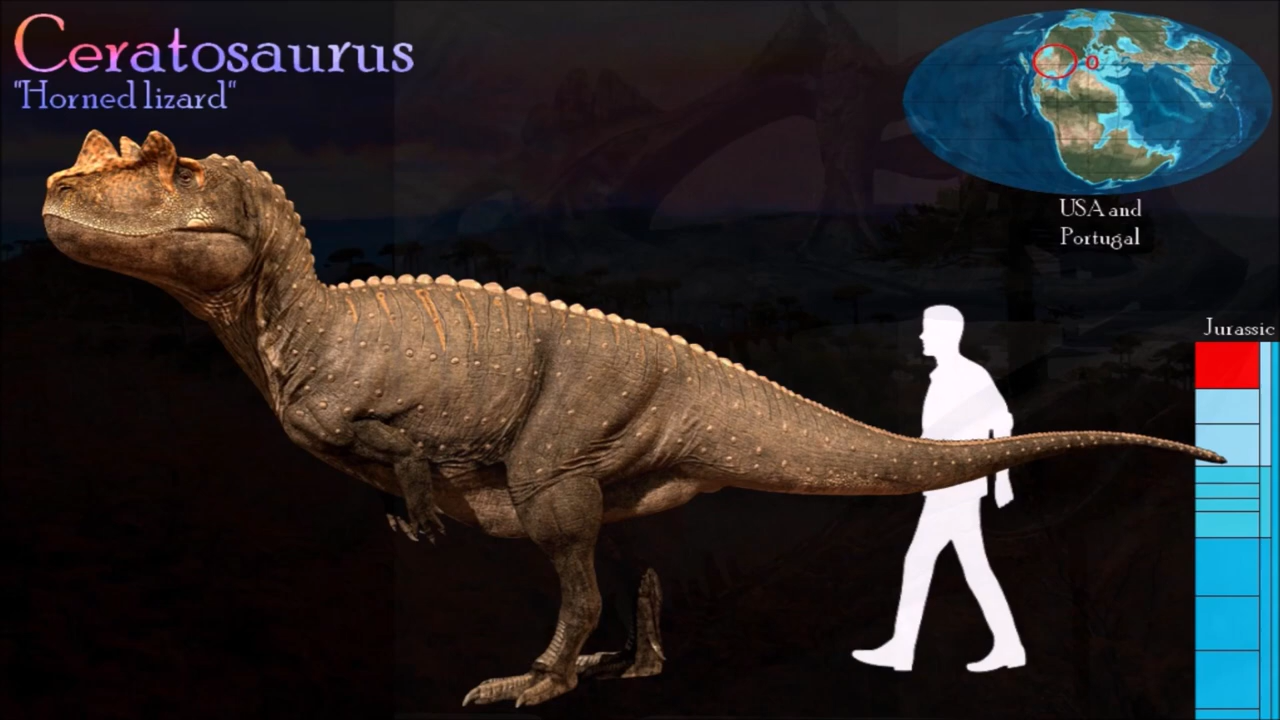 Ceratosaurus
"Horned lizard"
USA and
Portugal
Jurassic